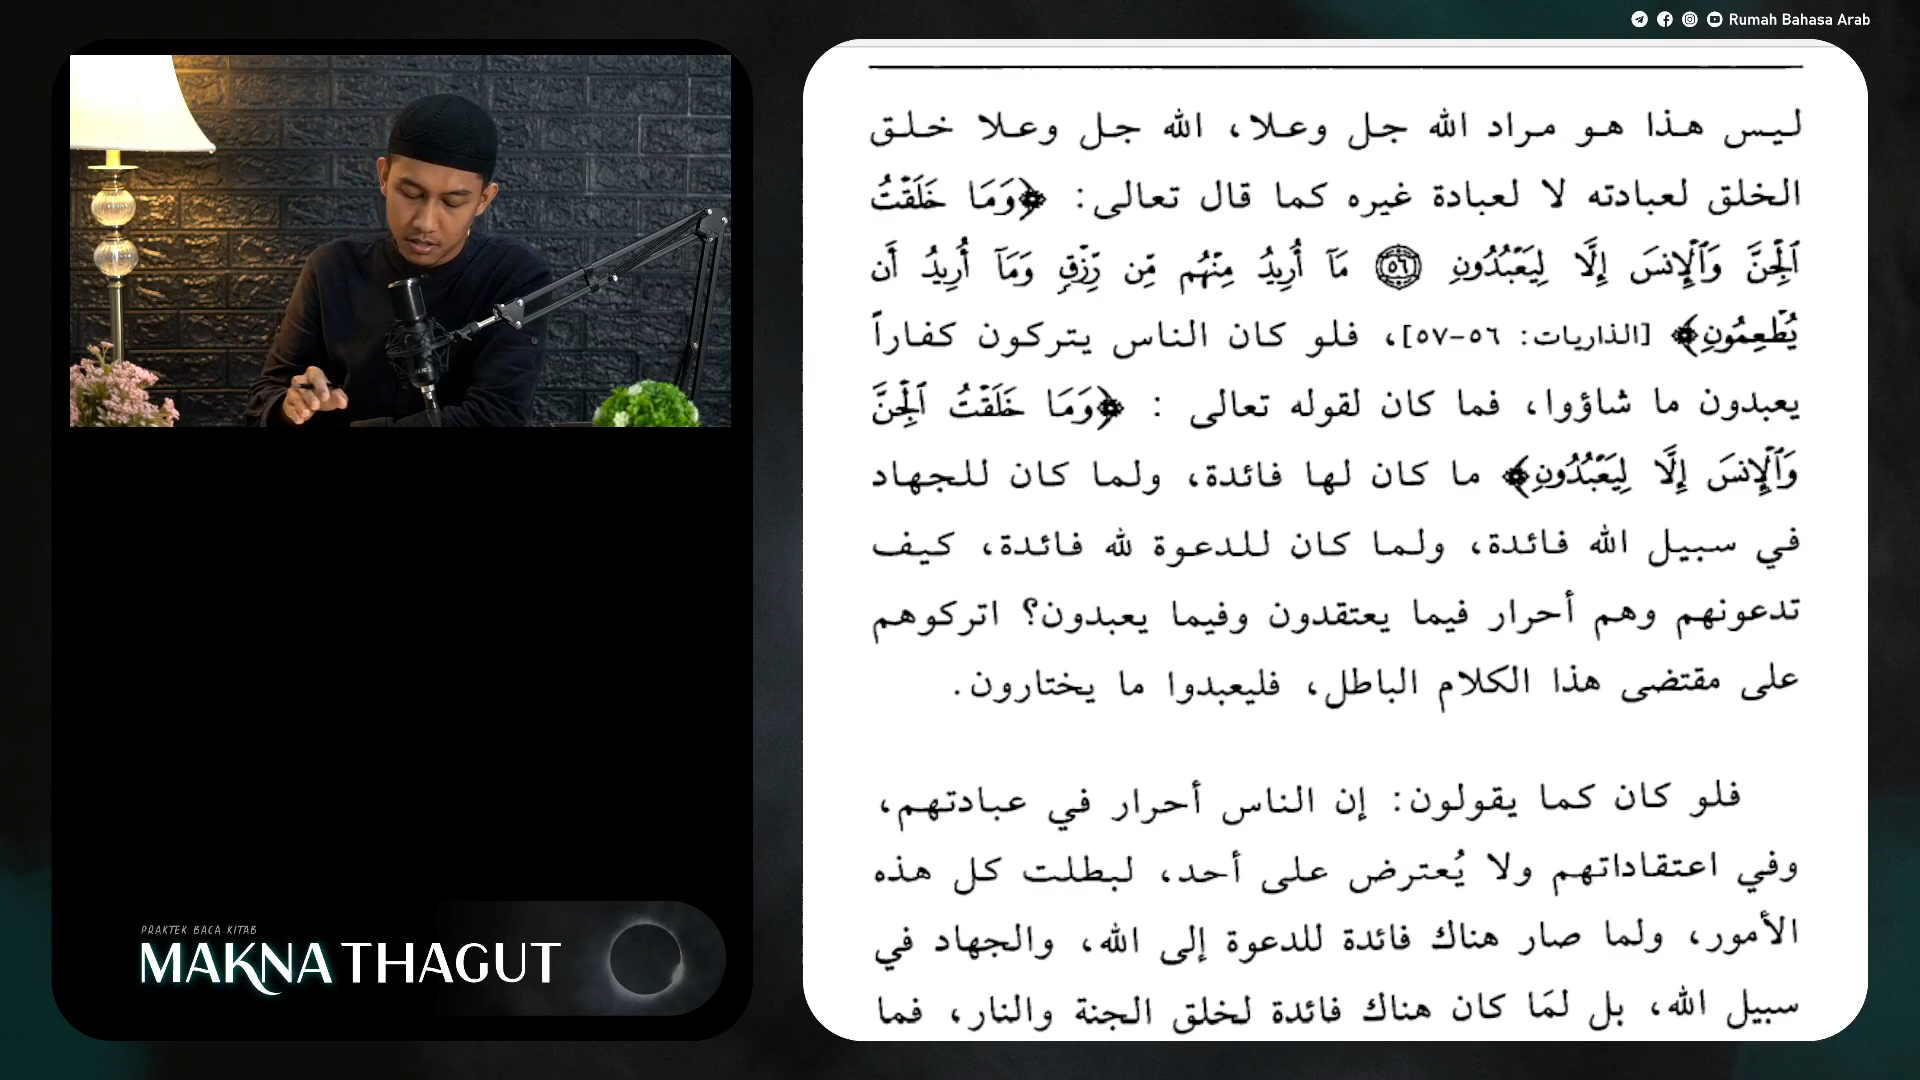 Rumah Bahasa Arab
ليس هذا هو مراد الله جل وعلا، الله جل وعلا خلق
الخلق لعبادته لا لعبادة غيره كما قال تعالى: ﴿وَمَا خَلَقْتُ
ٱلْجِنَّ وَٱلْإِنسَ إِلَّا لِيَعْبُدُونِ ۝٥٦ مَآ أُرِيدُ مِنْهُم مِّن رِّزْقٍ وَمَآ أُرِيدُ أَن
يُطْعِمُونِ﴾ [الذاريات: ٥٦-٥٧]، فلو كان الناس يتركون كفاراً
يعبدون ما شاؤوا، فما كان لقوله تعالى : ﴿وَمَا خَلَقْتُ ٱلْجِنَّ
وَٱلْإِنسَ إِلَّا لِيَعْبُدُونِ﴾ ما كان لها فائدة، ولما كان للجهاد
في سبيل الله فائدة، ولما كان للدعوة لله فائدة، كيف
تدعونهم وهم أحرار فيما يعتقدون وفيما يعبدون؟ اتركوهم
على مقتضى هذا الكلام الباطل، فليعبدوا ما يختارون.
فلو كان كما يقولون: إن الناس أحرار في عبادتهم،
وفي اعتقاداتهم ولا يُعترض على أحد، لبطلت كل هذه
الأمور، ولما صار هناك فائدة للدعوة إلى الله، والجهاد في
سبيل الله، بل لمَا كان هناك فائدة لخلق الجنة والنار، فما
PRAKTEK BACA KITAB
MAKNA THAGUT